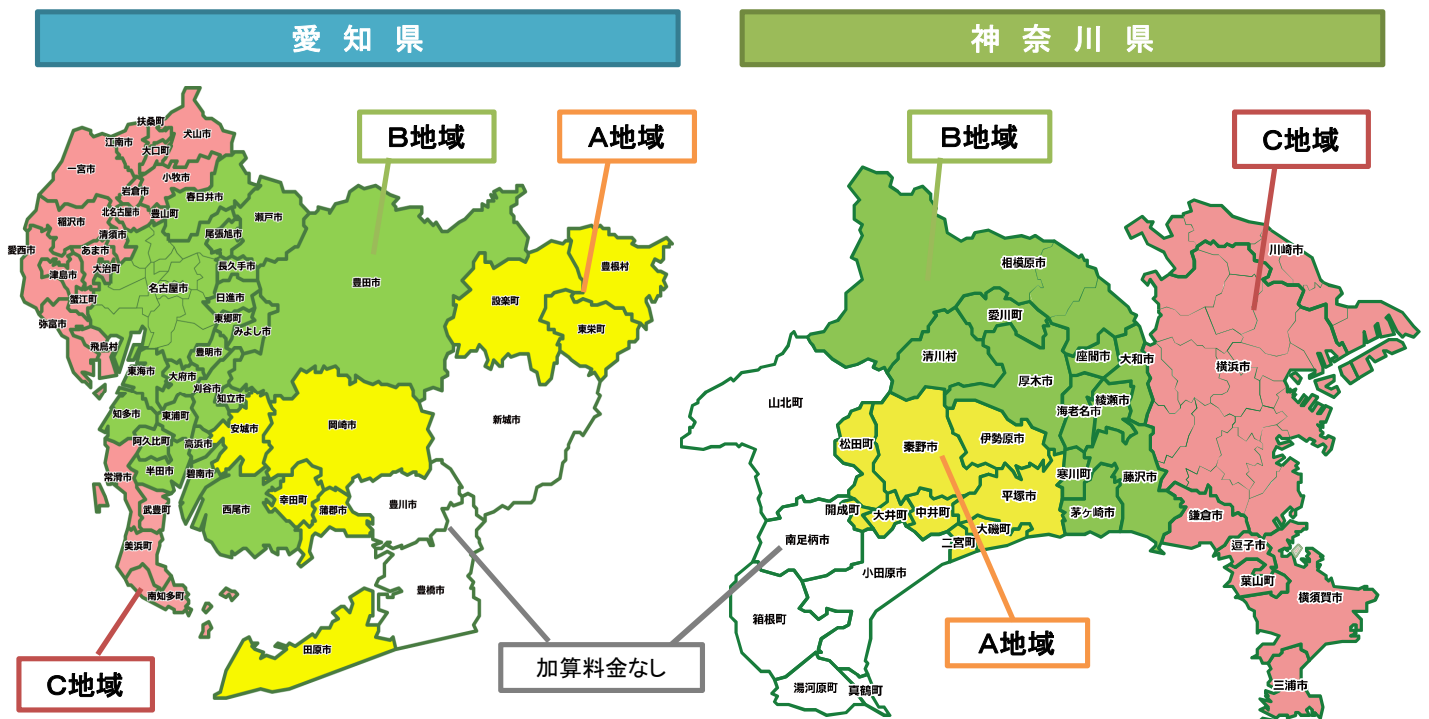 愛知県
神奈川県
B地域
A地域
B地域
C地域
扶桑町
犬山市
江南市
大口町
一宮市
小牧市
岩倉市
春日井市
北名古屋市
豊山町
稲沢市
瀬戸市
清須市
尾張旭市
愛西市
あま市
津島市
大治町
長久手市
名古屋市
蟹江町
日進市
弥富市
東郷町
みよし市
飛島村
豊明市
豊田市
豊根村
設楽町
東栄町
東海市
大府市
刈谷市
知立市
知多市
東浦町
安城市
岡崎市
新城市
阿久比町
高浜市
半田市
碧南市
常滑市
武豊町
西尾市
幸田町
蒲郡市
豊川市
美浜町
南知多町
豊橋市
田原市
C地域
加算料金なし
川崎市
相模原市
愛川町
清川村
座間市
大和市
横浜市
厚木市
綾瀬市
海老名市
山北町
松田町
秦野市
伊勢原市
寒川町
藤沢市
平塚市
開成町
大井町
中井町
茅ヶ崎市
鎌倉市
大磯町
二宮町
南足柄市
逗子市
小田原市
葉山町
横須賀市
箱根町
A地域
湯河原町
真鶴町
三浦市